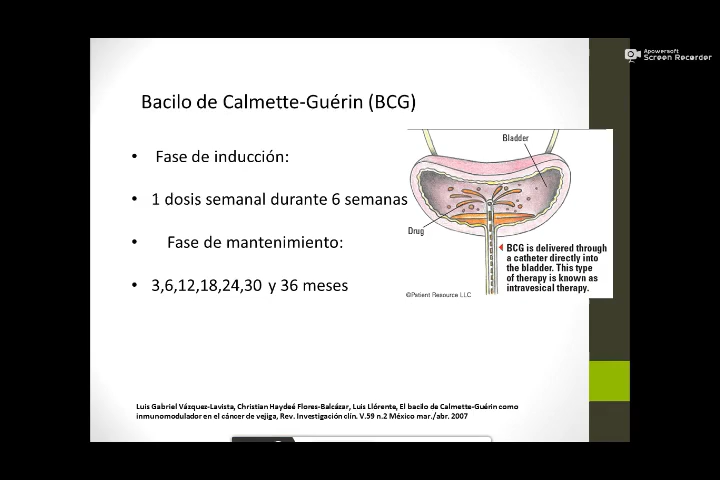 Apowersoft
Screen Recorder
Bacilo de Calmette-Guérin (BCG)
• Fase de inducción:
• 1 dosis semanal durante 6 semanas
• Fase de mantenimiento:
• 3,6,12,18,24,30 y 36 meses
Bladder
Drug
BCG is delivered through
a catheter directly into
the bladder. This type
of therapy is known as
intravesical therapy.
©Patient Resource LLC
Luis Gabriel Vázquez-Lavista, Christian Haydeé Flores-Balcázar, Luis Llórente, El bacilo de Calmette-Guérin como
inmunomodulador en el cáncer de vejiga, Rev. Investigación clín. V.59 n.2 México mar./abr. 2007